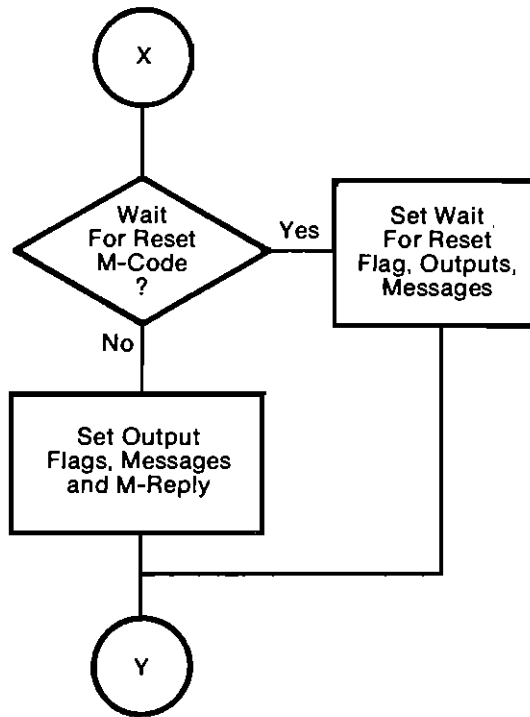 X
Wait
For Reset
M-Code
?
Yes
Set Wait
For Reset
Flag, Outputs,
Messages
No
Set Output
Flags, Messages
and M-Reply
Y